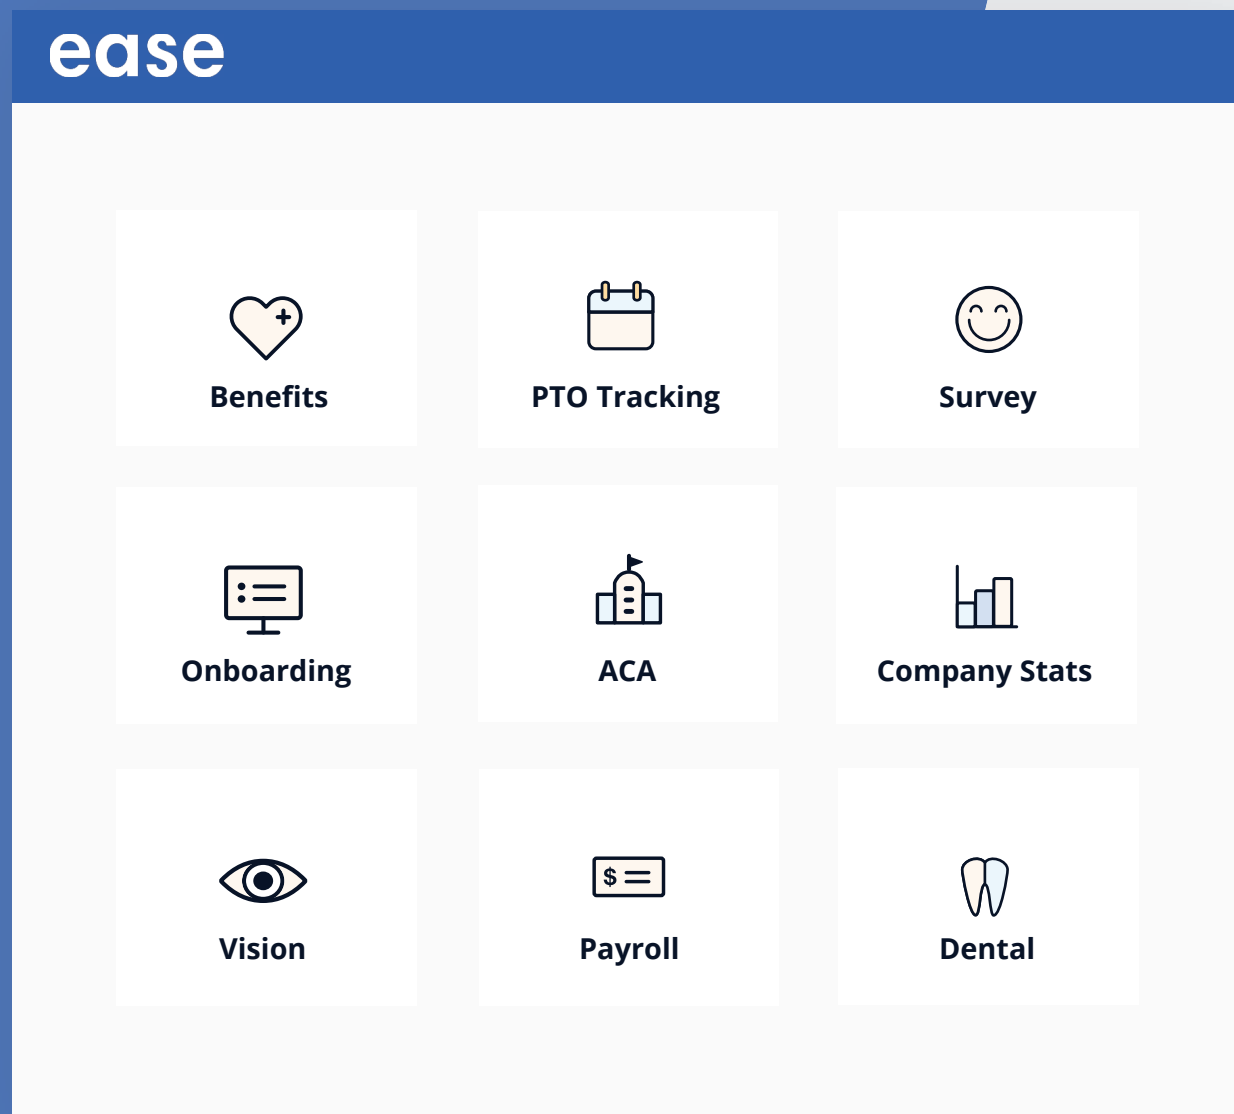 ease
Benefits
PTO Tracking
Survey
Onboarding
ACA
Company Stats
Vision
$
Payroll
Dental